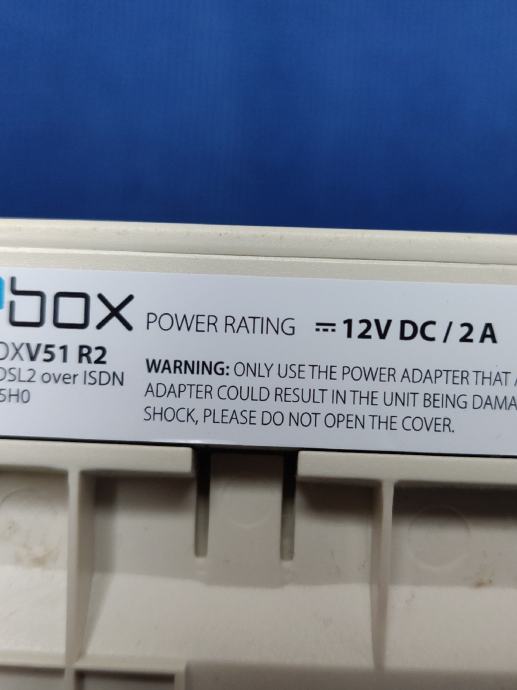 box
POWER RATING ⎓ 12V DC / 2 A
OXV51 R2
DSL2 over ISDN
5H0
WARNING: ONLY USE THE POWER ADAPTER THAT
ADAPTER COULD RESULT IN THE UNIT BEING DAMA
SHOCK, PLEASE DO NOT OPEN THE COVER.